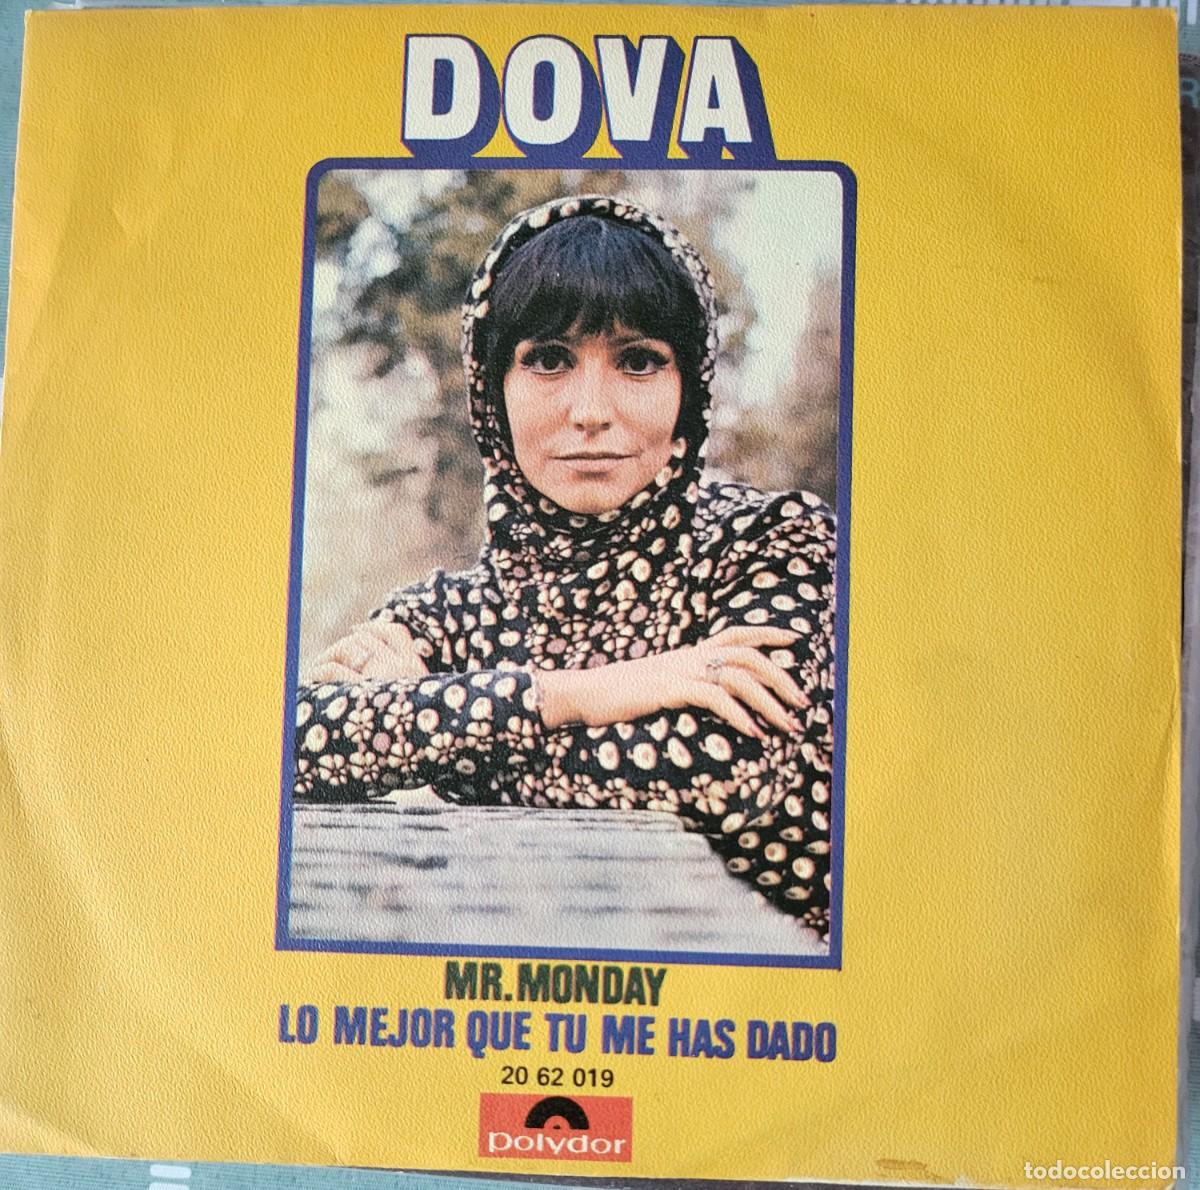 DOVA
MR. MONDAY
LO MEJOR QUE TU ME HAS DADO
20 62 019
polydor
todocoleccion